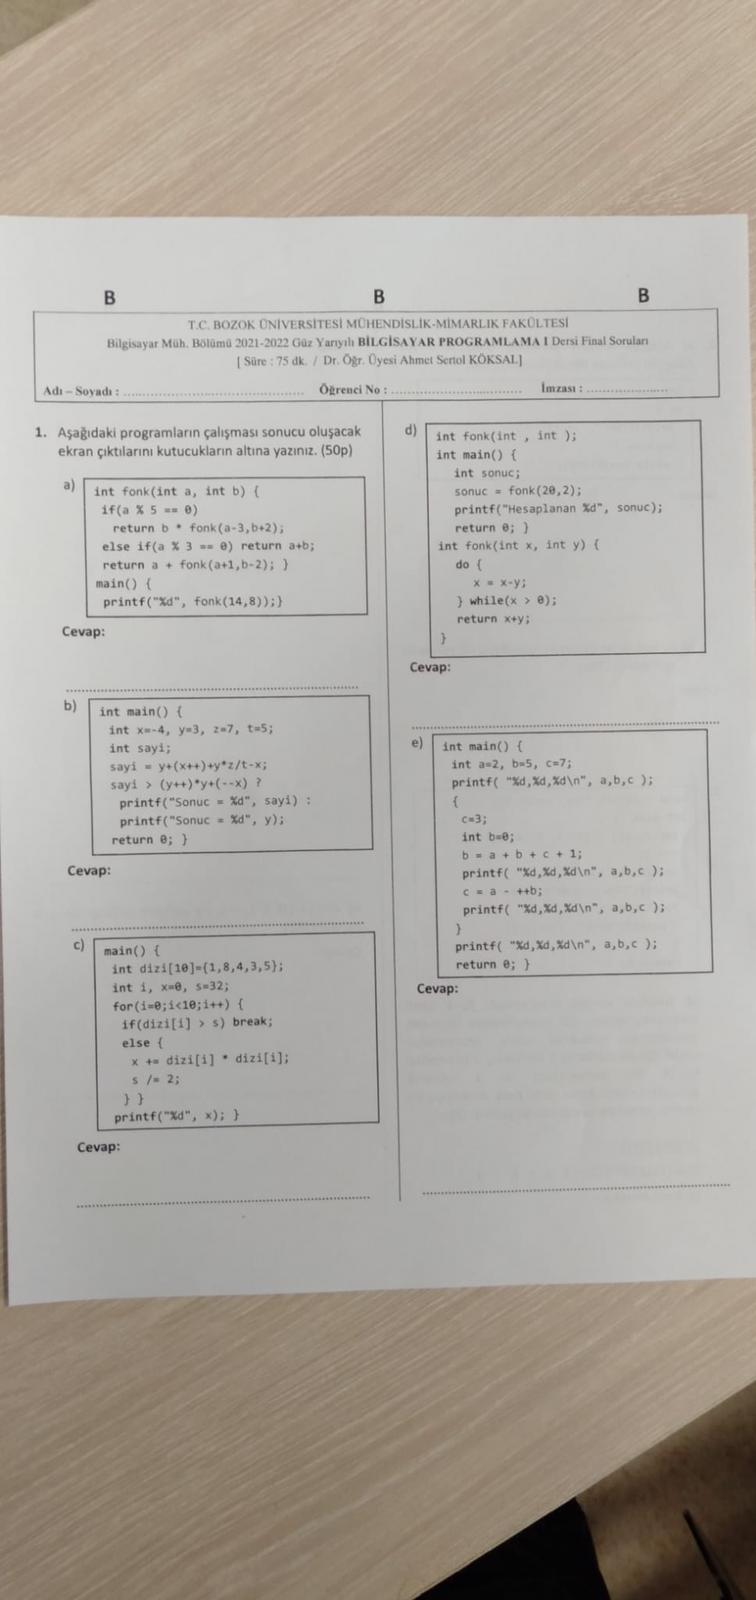 B B B
T.C. BOZOK ÜNİVERSİTESİ MÜHENDİSLİK-MİMARLIK FAKÜLTESİ
Bilgisayar Müh. Bölümü 2021-2022 Güz Yarıyılı BİLGİSAYAR PROGRAMLAMA I Dersi Final Soruları
[ Süre : 75 dk. / Dr. Öğr. Üyesi Ahmet Sertol KÖKSAL]
Adı – Soyadı : .................................................... Öğrenci No : ..................................... İmzası : .......................
1. Aşağıdaki programların çalışması sonucu oluşacak
ekran çıktılarını kutucukların altına yazınız. (50p)
a)
int fonk(int a, int b) {
if(a % 5 == 0)
return b * fonk(a-3,b+2);
else if(a % 3 == 0) return a+b;
return a + fonk(a+1,b-2); }
main() {
printf("%d", fonk(14,8));}
Cevap:
b)
int main() {
int x=-4, y=3, z=7, t=5;
int sayi;
sayi = y+(x++)+y*z/t-x;
sayi > (y++)*y+(--x) ?
printf("Sonuc = %d", sayi) :
printf("Sonuc = %d", y);
return 0; }
Cevap:
c)
main() {
int dizi[10]={1,8,4,3,5};
int i, x=0, s=32;
for(i=0;i<10;i++) {
if(dizi[i] > s) break;
else {
x += dizi[i] * dizi[i];
s /= 2;
} }
printf("%d", x); }
Cevap:
d)
int fonk(int , int );
int main() {
int sonuc;
sonuc = fonk(20,2);
printf("Hesaplanan %d", sonuc);
return 0; }
int fonk(int x, int y) {
do {
x = x-y;
} while(x > 0);
return x+y;
}
Cevap:
e)
int main() {
int a=2, b=5, c=7;
printf( "%d,%d,%d\n", a,b,c );
{
c=3;
int b=0;
b = a + b + c + 1;
printf( "%d,%d,%d\n", a,b,c );
c = a - ++b;
printf( "%d,%d,%d\n", a,b,c );
}
printf( "%d,%d,%d\n", a,b,c );
return 0; }
Cevap: